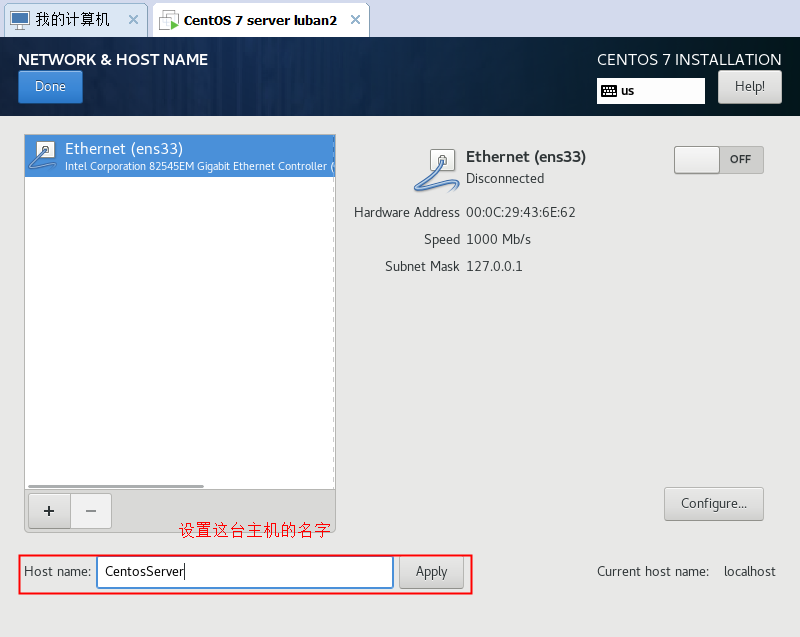 我的计算机
CentOS 7 server luban2
NETWORK & HOST NAME
CENTOS 7 INSTALLATION
Done
us
Help!
Ethernet (ens33)
Intel Corporation 82545EM Gigabit Ethernet Controller (
Ethernet (ens33)
Disconnected
OFF
Hardware Address 00:0C:29:43:6E:62
Speed 1000 Mb/s
Subnet Mask 127.0.0.1
+ −
Configure...
设置这台主机的名字
Host name: CentosServer Apply
Current host name: localhost